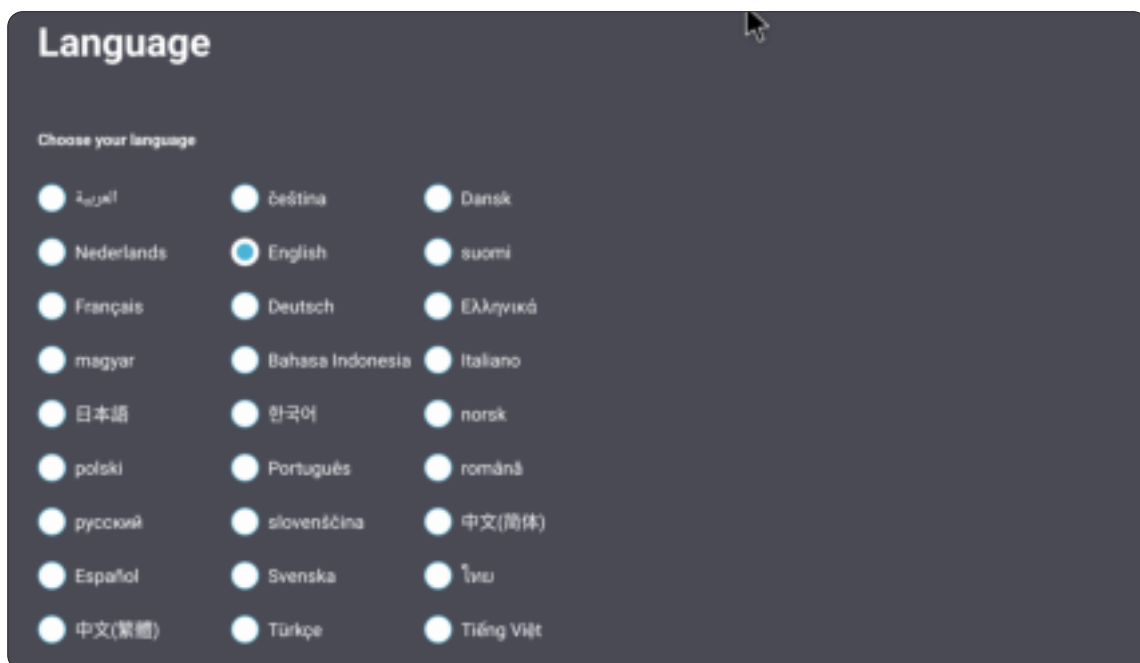 Language
Choose your language
العربية čeština Dansk
Nederlands English suomi
Français Deutsch Ελληνικά
magyar Bahasa Indonesia Italiano
日本語 한국어 norsk
polski Português română
русский slovenščina 中文(简体)
Español Svenska ไทย
中文(繁體) Türkçe Tiếng Việt